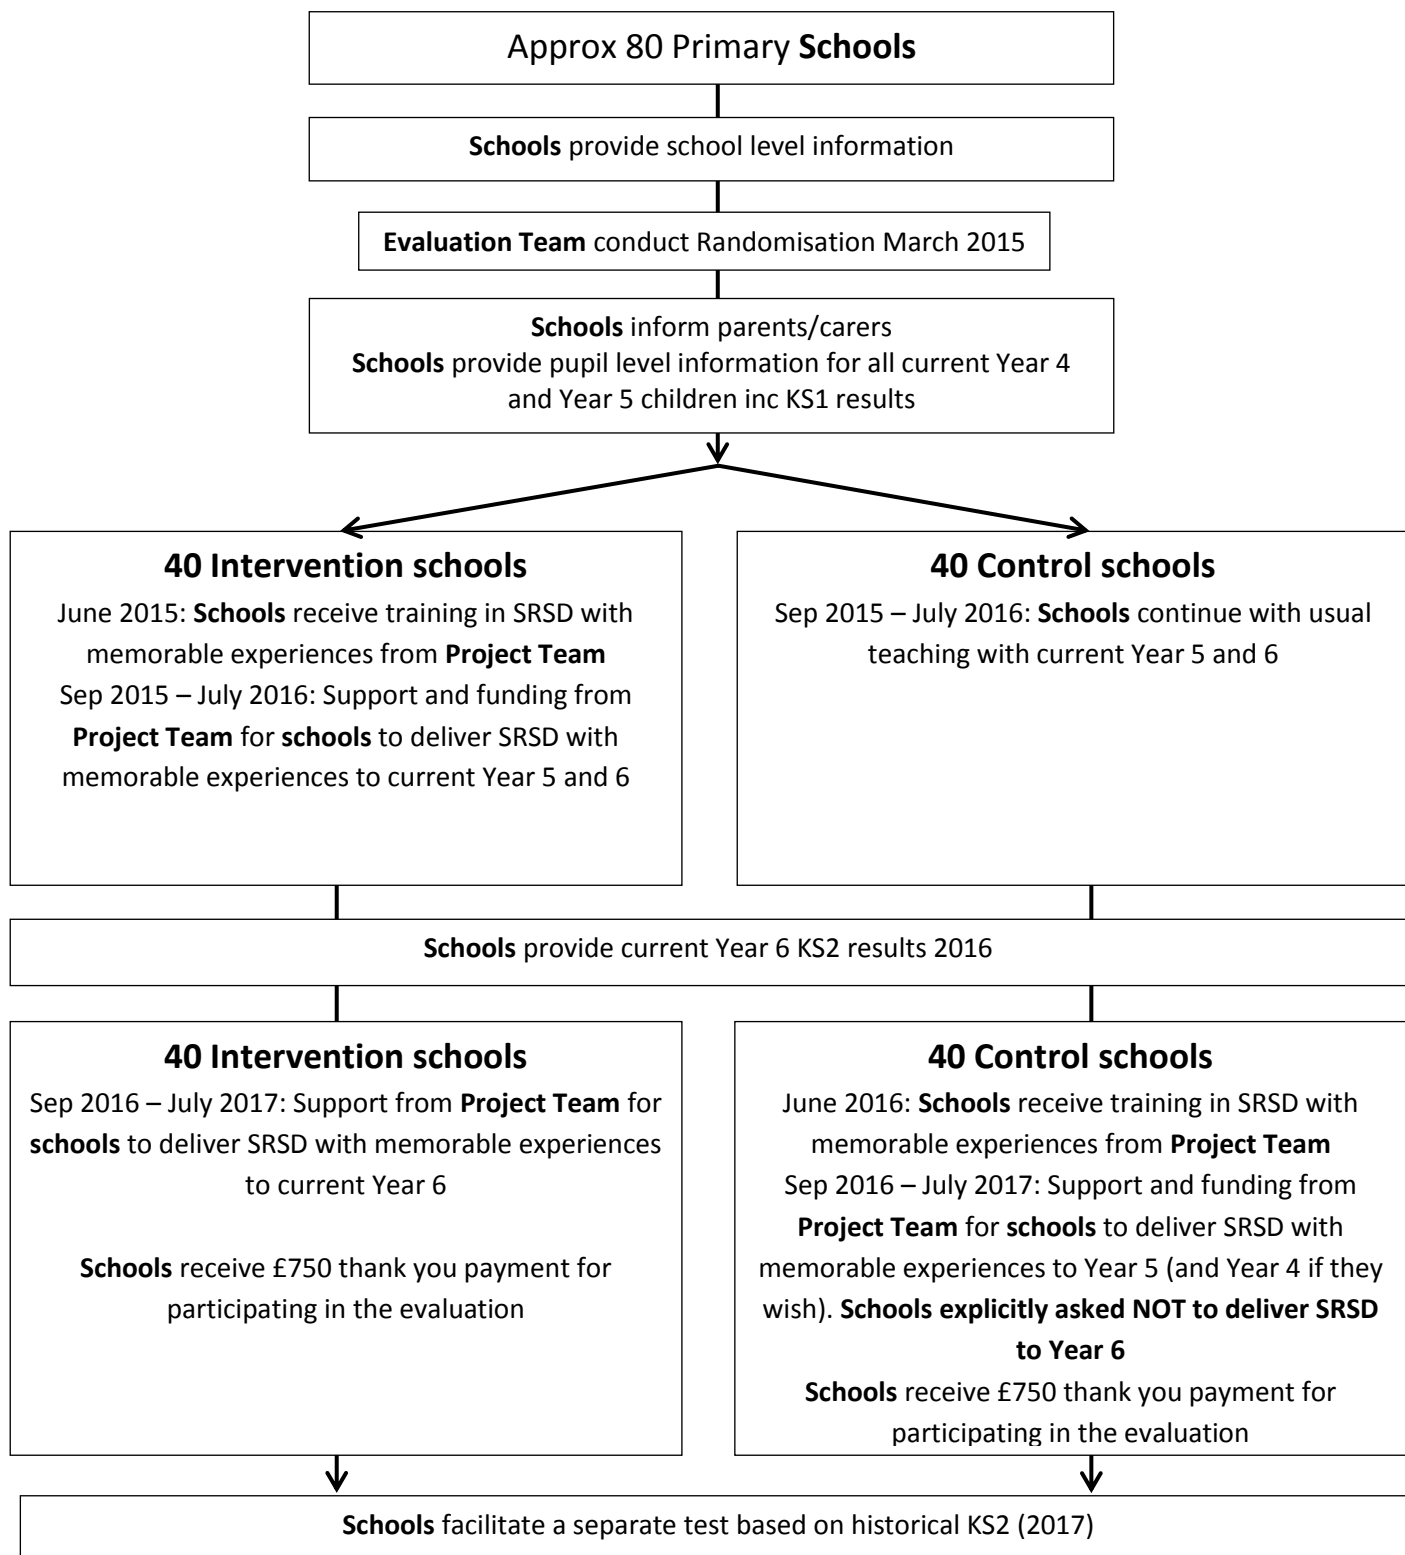 Approx 80 Primary Schools
Schools provide school level information
Evaluation Team conduct Randomisation March 2015
Schools inform parents/carers
Schools provide pupil level information for all current Year 4
and Year 5 children inc KS1 results
40 Intervention schools
June 2015: Schools receive training in SRSD with
memorable experiences from Project Team
Sep 2015 – July 2016: Support and funding from
Project Team for schools to deliver SRSD with
memorable experiences to current Year 5 and 6
40 Control schools
Sep 2015 – July 2016: Schools continue with usual
teaching with current Year 5 and 6
Schools provide current Year 6 KS2 results 2016
40 Intervention schools
Sep 2016 – July 2017: Support from Project Team for
schools to deliver SRSD with memorable experiences
to current Year 6
Schools receive £750 thank you payment for
participating in the evaluation
40 Control schools
June 2016: Schools receive training in SRSD with
memorable experiences from Project Team
Sep 2016 – July 2017: Support and funding from
Project Team for schools to deliver SRSD with
memorable experiences to Year 5 (and Year 4 if they
wish). Schools explicitly asked NOT to deliver SRSD
to Year 6
Schools receive £750 thank you payment for
participating in the evaluation
Schools facilitate a separate test based on historical KS2 (2017)